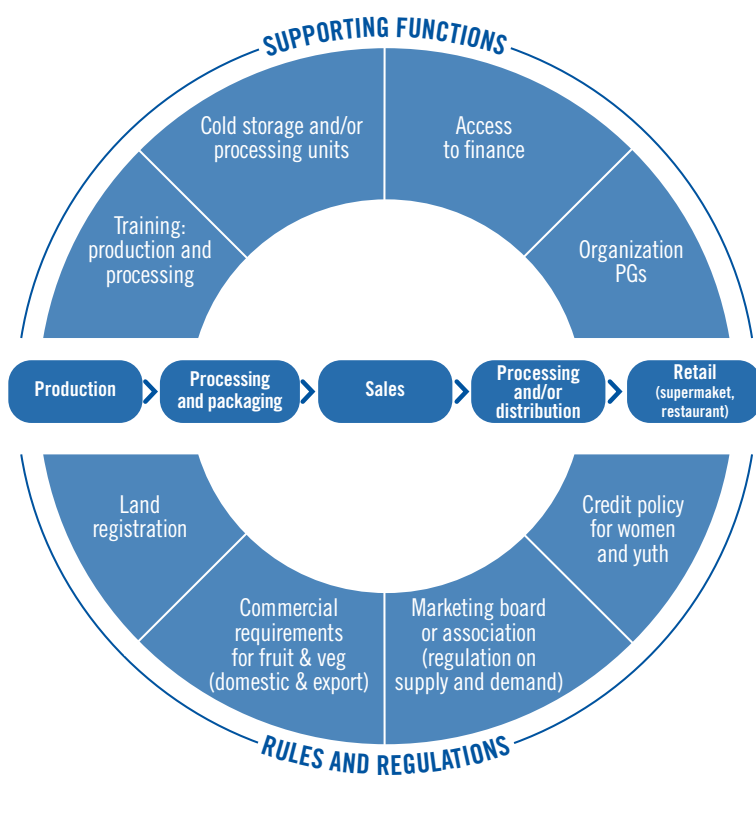 SUPPORTING FUNCTIONS
Cold storage and/or
processing units
Access
to finance
Training:
production and
processing
Organization
PGs
Production
Processing
and packaging
Sales
Processing
and/or
distribution
Retail
(supermaket,
restaurant)
Land
registration
Credit policy
for women
and yuth
Commercial
requirements
for fruit & veg
(domestic & export)
Marketing board
or association
(regulation on
supply and demand)
RULES AND REGULATIONS